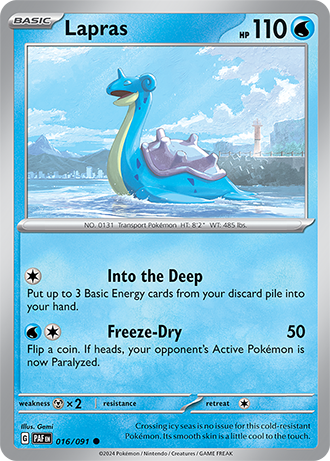 BASIC
Lapras
HP 110
NO. 0131 Transport Pokémon HT: 8'2" WT: 485 lbs.
Into the Deep
Put up to 3 Basic Energy cards from your discard pile into
your hand.
Freeze-Dry 50
Flip a coin. If heads, your opponent's Active Pokémon is
now Paralyzed.
weakness ×2 resistance retreat
Illus. Gemi
G PAF EN 016/091
Crossing icy seas is no issue for this cold-resistant
Pokémon. Its smooth skin is a little cool to the touch.
©2024 Pokémon / Nintendo / Creatures / GAME FREAK